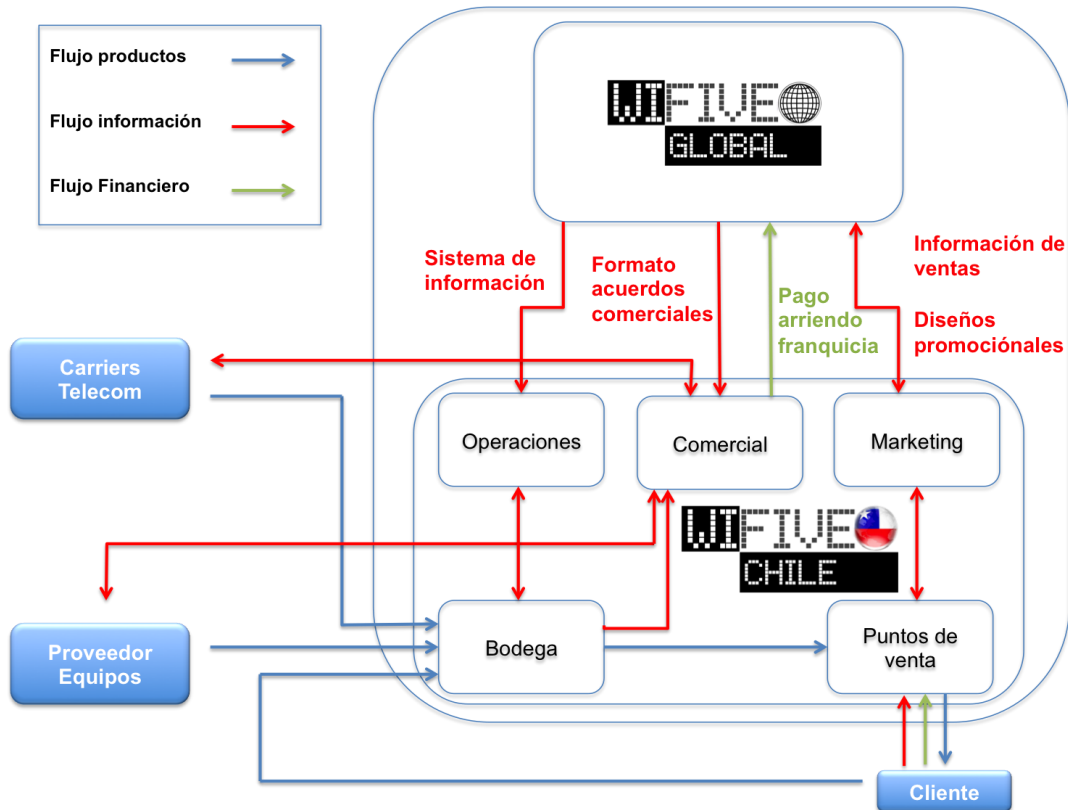 Flujo productos
Flujo información
Flujo Financiero
WIFIVE
GLOBAL
Sistema de
información
Formato
acuerdos
comerciales
Pago
arriendo
franquicia
Información de
ventas
Diseños
promociónales
Carriers
Telecom
Operaciones
Comercial
Marketing
WIFIVE
CHILE
Proveedor
Equipos
Bodega
Puntos de
venta
Cliente